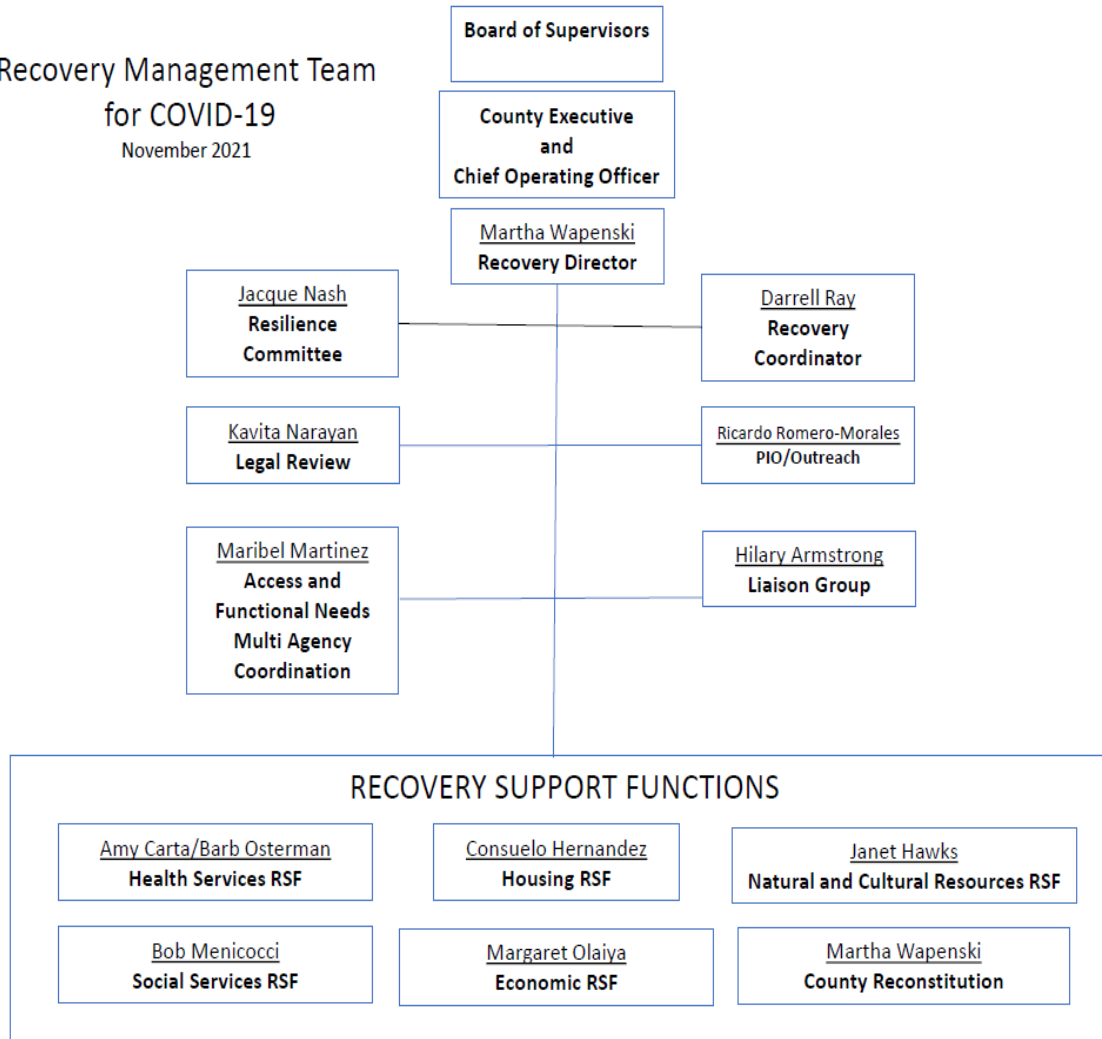 Board of Supervisors
Recovery Management Team
for COVID-19
November 2021
County Executive
and
Chief Operating Officer
Martha Wapenski
Recovery Director
Jacque Nash
Resilience
Committee
Darrell Ray
Recovery
Coordinator
Kavita Narayan
Legal Review
Ricardo Romero-Morales
PIO/Outreach
Maribel Martinez
Access and
Functional Needs
Multi Agency
Coordination
Hilary Armstrong
Liaison Group
RECOVERY SUPPORT FUNCTIONS
Amy Carta/Barb Osterman
Health Services RSF
Consuelo Hernandez
Housing RSF
Janet Hawks
Natural and Cultural Resources RSF
Bob Menicocci
Social Services RSF
Margaret Olaiya
Economic RSF
Martha Wapenski
County Reconstitution